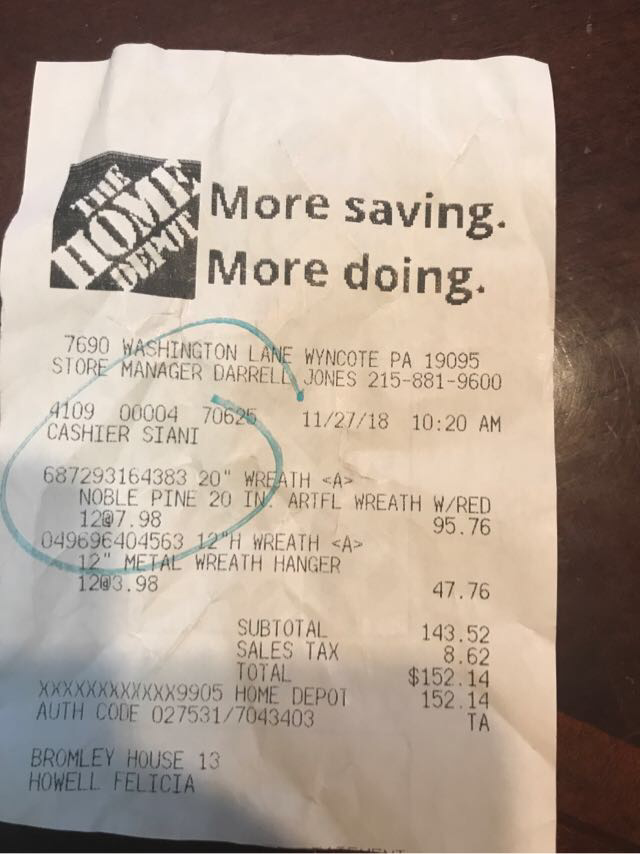 THE
HOME
DEPOT
More saving.
More doing.
7690 WASHINGTON LANE WYNCOTE PA 19095
STORE MANAGER DARRELL JONES 215-881-9600
4109 00004 70625 11/27/18 10:20 AM
CASHIER SIANI
687293164383 20" WREATH <A>
NOBLE PINE 20 IN. ARTFL WREATH W/RED
12@7.98 95.76
049696404563 12"H WREATH <A>
12" METAL WREATH HANGER
12@3.98 47.76
SUBTOTAL 143.52
SALES TAX 8.62
TOTAL $152.14
XXXXXXXXXXXX9905 HOME DEPOT 152.14
AUTH CODE 027531/7043403 TA
BROMLEY HOUSE 13
HOWELL FELICIA